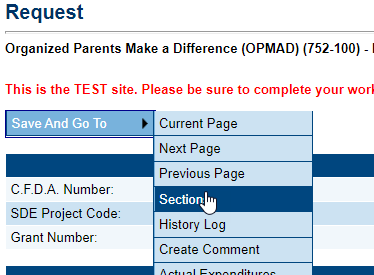 Request
Organized Parents Make a Difference (OPMAD) (752-100) -
This is the TEST site. Please be sure to complete your
Save And Go To
Current Page
Next Page
Previous Page
Section
History Log
Create Comment
Actual Expenditures
C.F.D.A. Number:
SDE Project Code:
Grant Number: